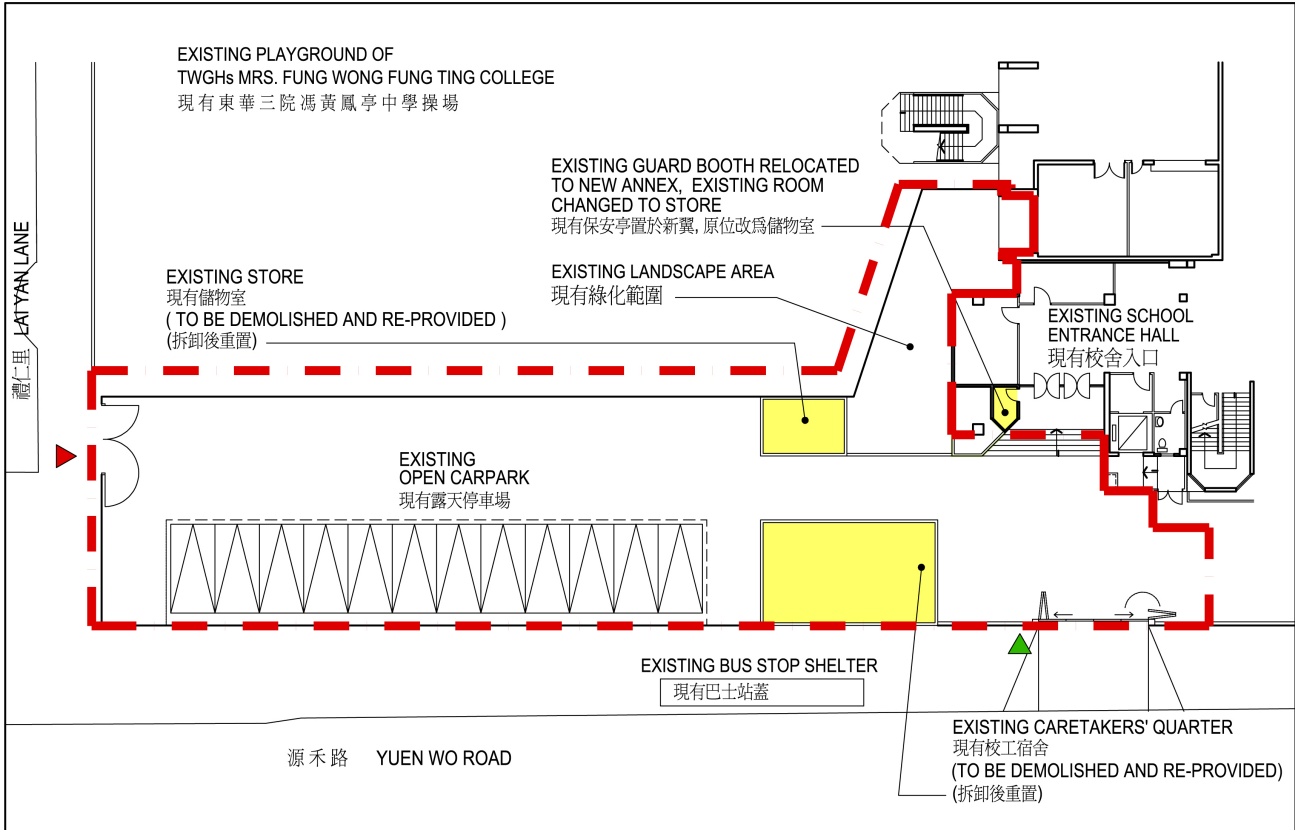 EXISTING PLAYGROUND OF
TWGHs MRS. FUNG WONG FUNG TING COLLEGE
現有東華三院馮黃鳳亭中學操場
EXISTING GUARD BOOTH RELOCATED
TO NEW ANNEX, EXISTING ROOM
CHANGED TO STORE
現有保安亭置於新翼, 原位改爲儲物室
LAI YAN LANE
禮仁里
EXISTING STORE
現有儲物室
( TO BE DEMOLISHED AND RE-PROVIDED )
(拆卸後重置)
EXISTING LANDSCAPE AREA
現有綠化範圍
EXISTING SCHOOL
ENTRANCE HALL
現有校舍入口
EXISTING
OPEN CARPARK
現有露天停車場
EXISTING BUS STOP SHELTER
現有巴士站蓋
EXISTING CARETAKERS' QUARTER
現有校工宿舍
(TO BE DEMOLISHED AND RE-PROVIDED)
(拆卸後重置)
源禾路 YUEN WO ROAD